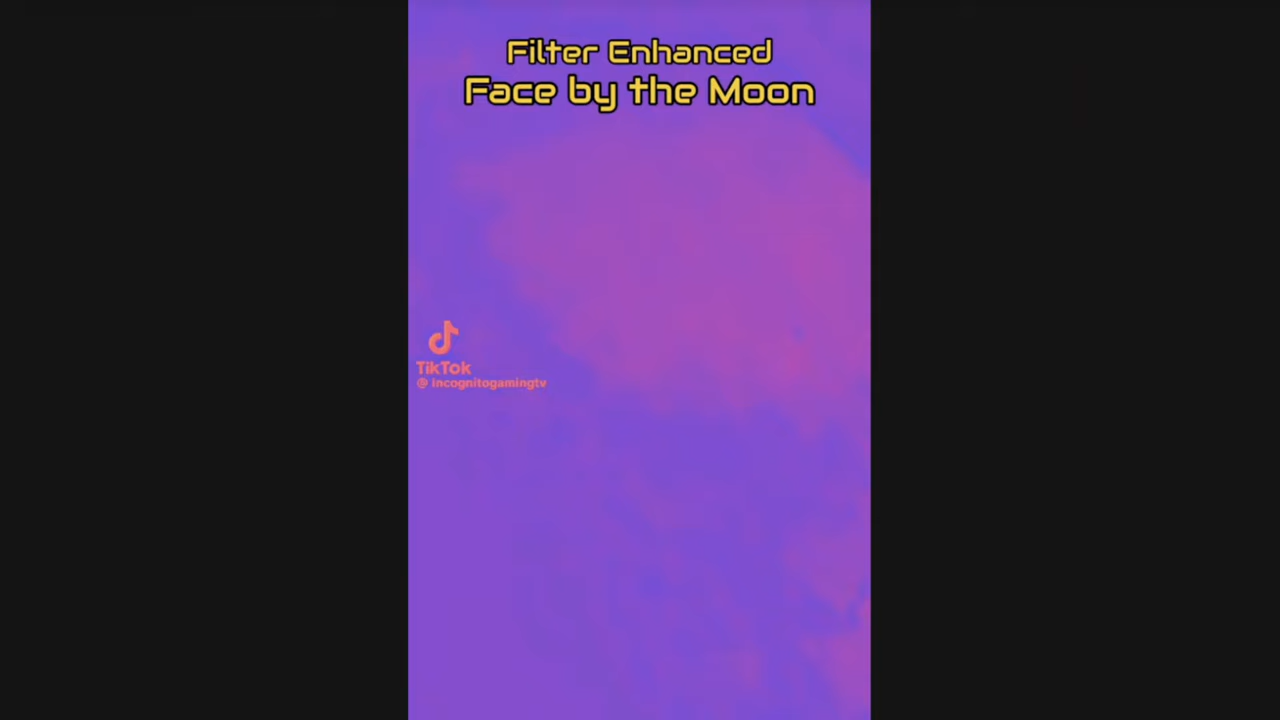 Filter Enhanced
Face by the Moon
TikTok
@ incognitogamingtv